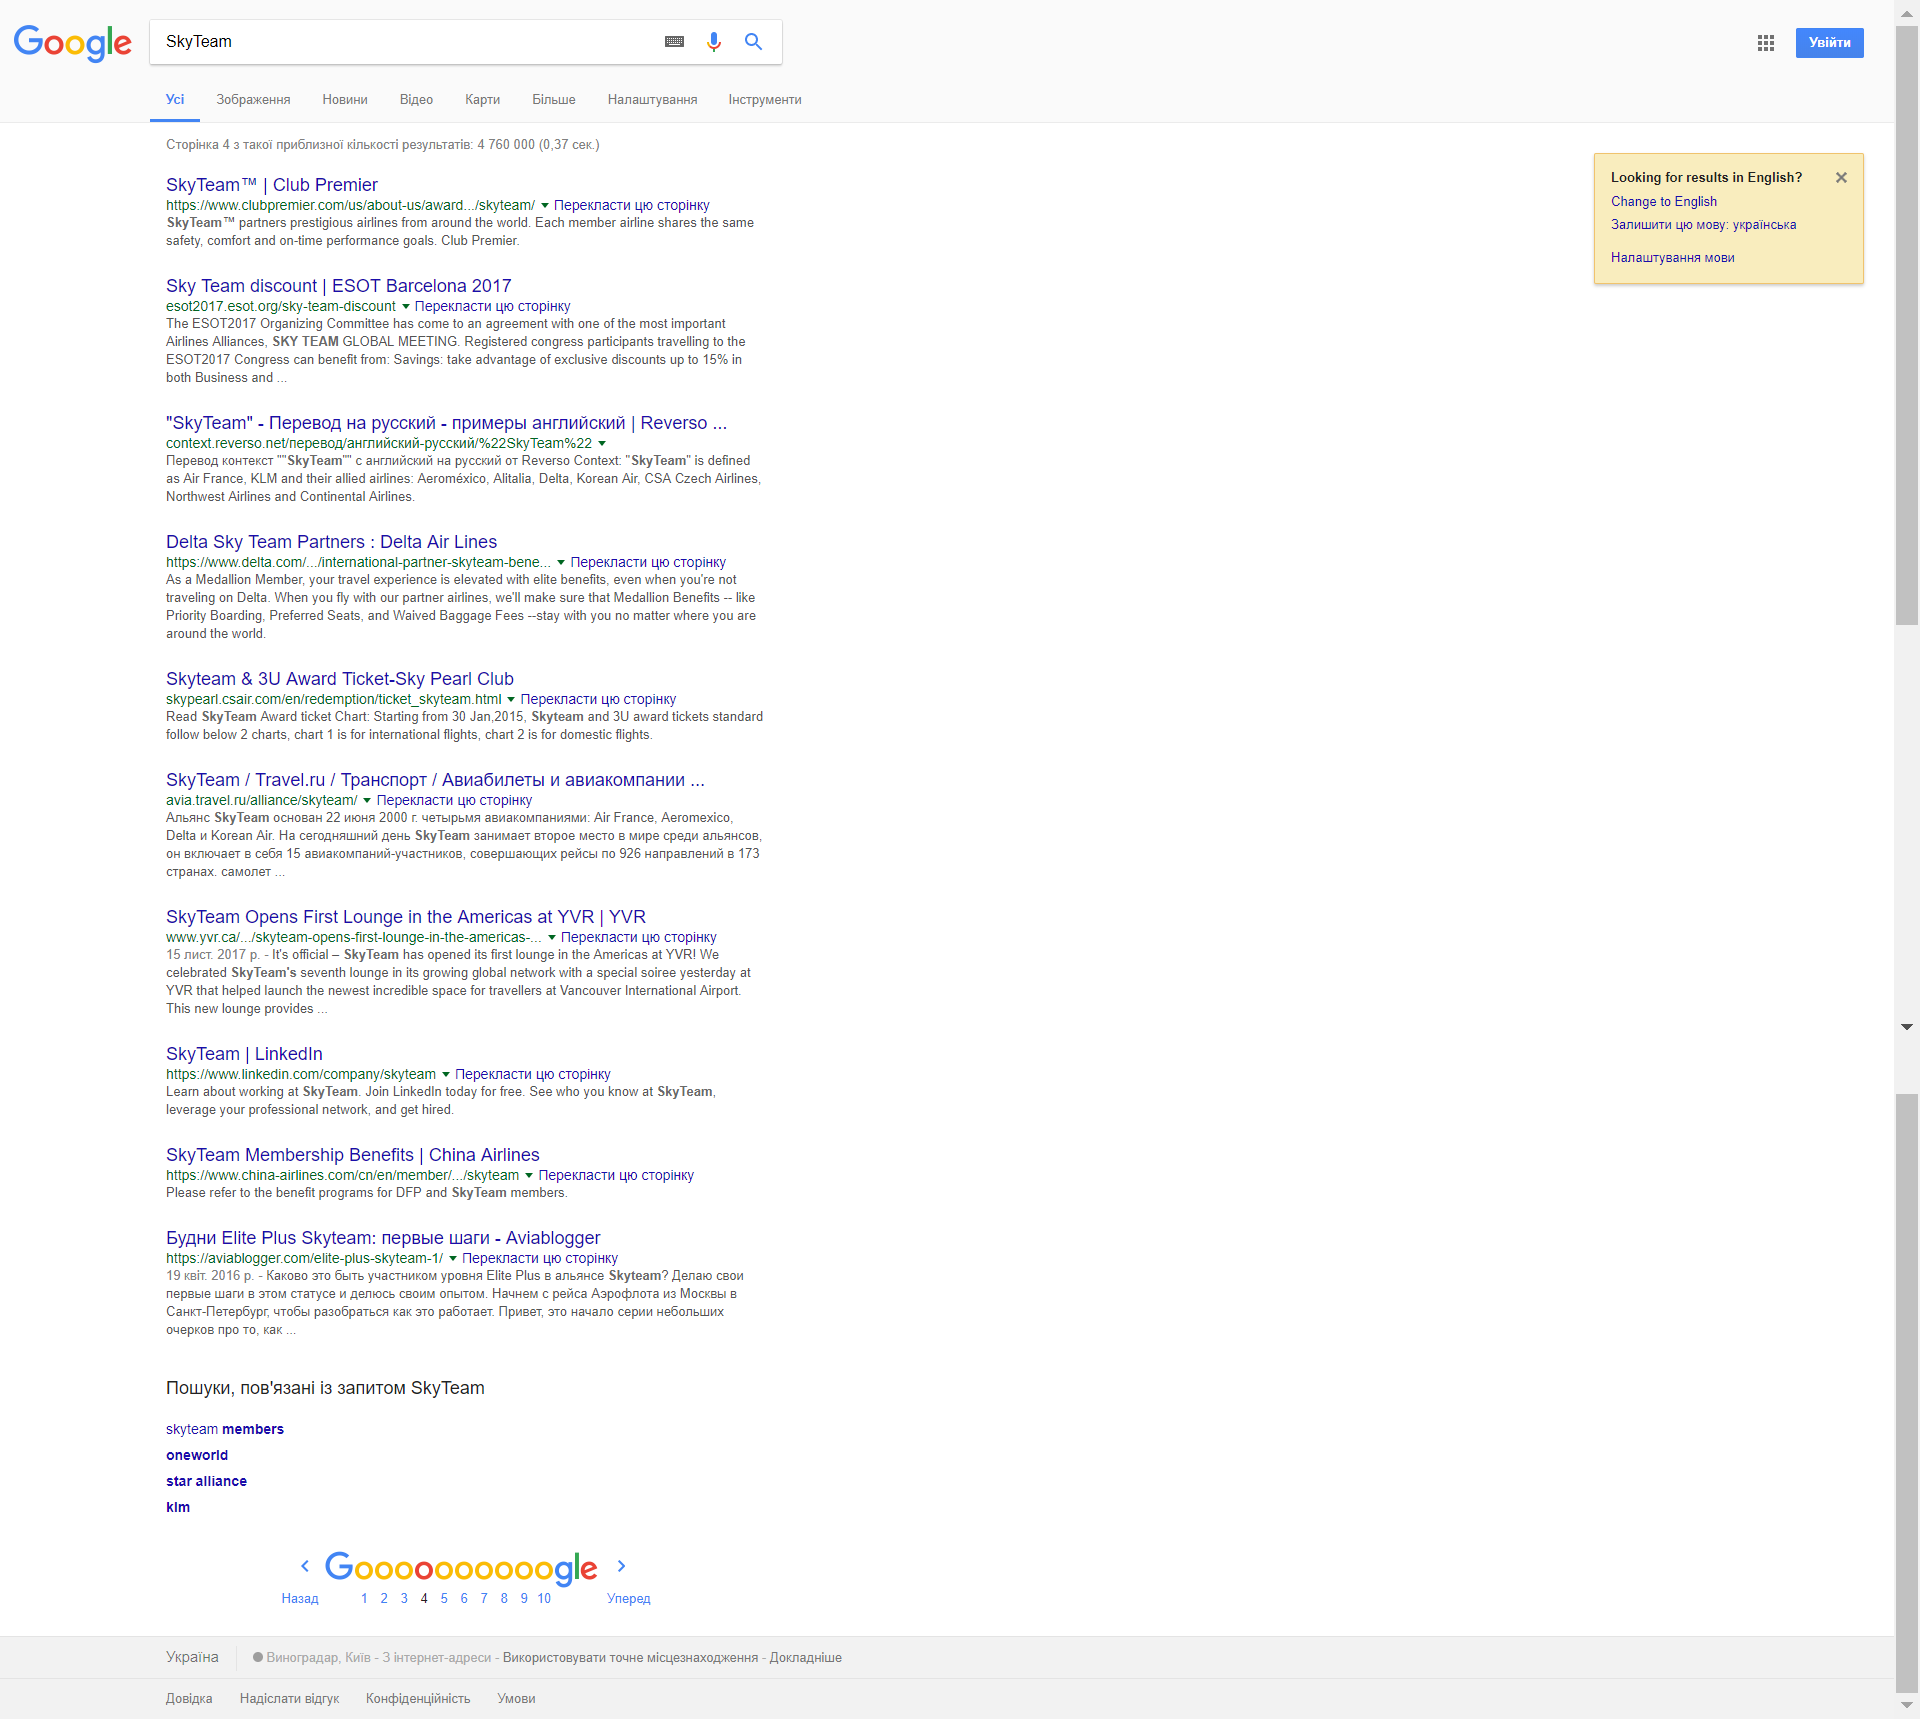 Google
SkyTeam
Увійти
Усі Зображення Новини Відео Карти Більше Налаштування Інструменти
Сторінка 4 з такої приблизної кількості результатів: 4 760 000 (0,37 сек.)
Looking for results in English?
Change to English
Залишити цю мову: українська
Налаштування мови
SkyTeam™ | Club Premier
https://www.clubpremier.com/us/about-us/award.../skyteam/ Перекласти цю сторінку
SkyTeam™ partners prestigious airlines from around the world. Each member airline shares the same
safety, comfort and on-time performance goals. Club Premier.
Sky Team discount | ESOT Barcelona 2017
esot2017.esot.org/sky-team-discount Перекласти цю сторінку
The ESOT2017 Organizing Committee has come to an agreement with one of the most important
Airlines Alliances, SKY TEAM GLOBAL MEETING. Registered congress participants travelling to the
ESOT2017 Congress can benefit from: Savings: take advantage of exclusive discounts up to 15% in
both Business and ...
"SkyTeam" - Перевод на русский - примеры английский | Reverso ...
context.reverso.net/перевод/английский-русский/%22SkyTeam%22
Перевод контекст ""SkyTeam"" c английский на русский от Reverso Context: "SkyTeam" is defined
as Air France, KLM and their allied airlines: Aeroméxico, Alitalia, Delta, Korean Air, CSA Czech Airlines,
Northwest Airlines and Continental Airlines.
Delta Sky Team Partners : Delta Air Lines
https://www.delta.com/.../international-partner-skyteam-bene... Перекласти цю сторінку
As a Medallion Member, your travel experience is elevated with elite benefits, even when you're not
traveling on Delta. When you fly with our partner airlines, we'll make sure that Medallion Benefits -- like
Priority Boarding, Preferred Seats, and Waived Baggage Fees --stay with you no matter where you are
around the world.
Skyteam & 3U Award Ticket-Sky Pearl Club
skypearl.csair.com/en/redemption/ticket_skyteam.html Перекласти цю сторінку
Read SkyTeam Award ticket Chart: Starting from 30 Jan,2015, Skyteam and 3U award tickets standard
follow below 2 charts, chart 1 is for international flights, chart 2 is for domestic flights.
SkyTeam / Travel.ru / Транспорт / Авиабилеты и авиакомпании ...
avia.travel.ru/alliance/skyteam/ Перекласти цю сторінку
Альянс SkyTeam основан 22 июня 2000 г. четырьмя авиакомпаниями: Air France, Aeromexico,
Delta и Korean Air. На сегодняшний день SkyTeam занимает второе место в мире среди альянсов,
он включает в себя 15 авиакомпаний-участников, совершающих рейсы по 926 направлений в 173
странах. самолет ...
SkyTeam Opens First Lounge in the Americas at YVR | YVR
www.yvr.ca/.../skyteam-opens-first-lounge-in-the-americas-... Перекласти цю сторінку
15 лист. 2017 р. - It's official – SkyTeam has opened its first lounge in the Americas at YVR! We
celebrated SkyTeam's seventh lounge in its growing global network with a special soiree yesterday at
YVR that helped launch the newest incredible space for travellers at Vancouver International Airport.
This new lounge provides ...
SkyTeam | LinkedIn
https://www.linkedin.com/company/skyteam Перекласти цю сторінку
Learn about working at SkyTeam. Join LinkedIn today for free. See who you know at SkyTeam,
leverage your professional network, and get hired.
SkyTeam Membership Benefits | China Airlines
https://www.china-airlines.com/cn/en/member/.../skyteam Перекласти цю сторінку
Please refer to the benefit programs for DFP and SkyTeam members.
Будни Elite Plus Skyteam: первые шаги - Aviablogger
https://aviablogger.com/elite-plus-skyteam-1/ Перекласти цю сторінку
19 квіт. 2016 р. - Каково это быть участником уровня Elite Plus в альянсе Skyteam? Делаю свои
первые шаги в этом статусе и делюсь своим опытом. Начнем с рейса Аэрофлота из Москвы в
Санкт-Петербург, чтобы разобраться как это работает. Привет, это начало серии небольших
очерков про то, как ...
Пошуки, пов'язані із запитом SkyTeam
skyteam members
oneworld
star alliance
klm
Goooooooooogle
Назад 1 2 3 4 5 6 7 8 9 10 Уперед
Україна Виноградар, Київ - З інтернет-адреси - Використовувати точне місцезнаходження - Докладніше
Довідка Надіслати відгук Конфіденційність Умови